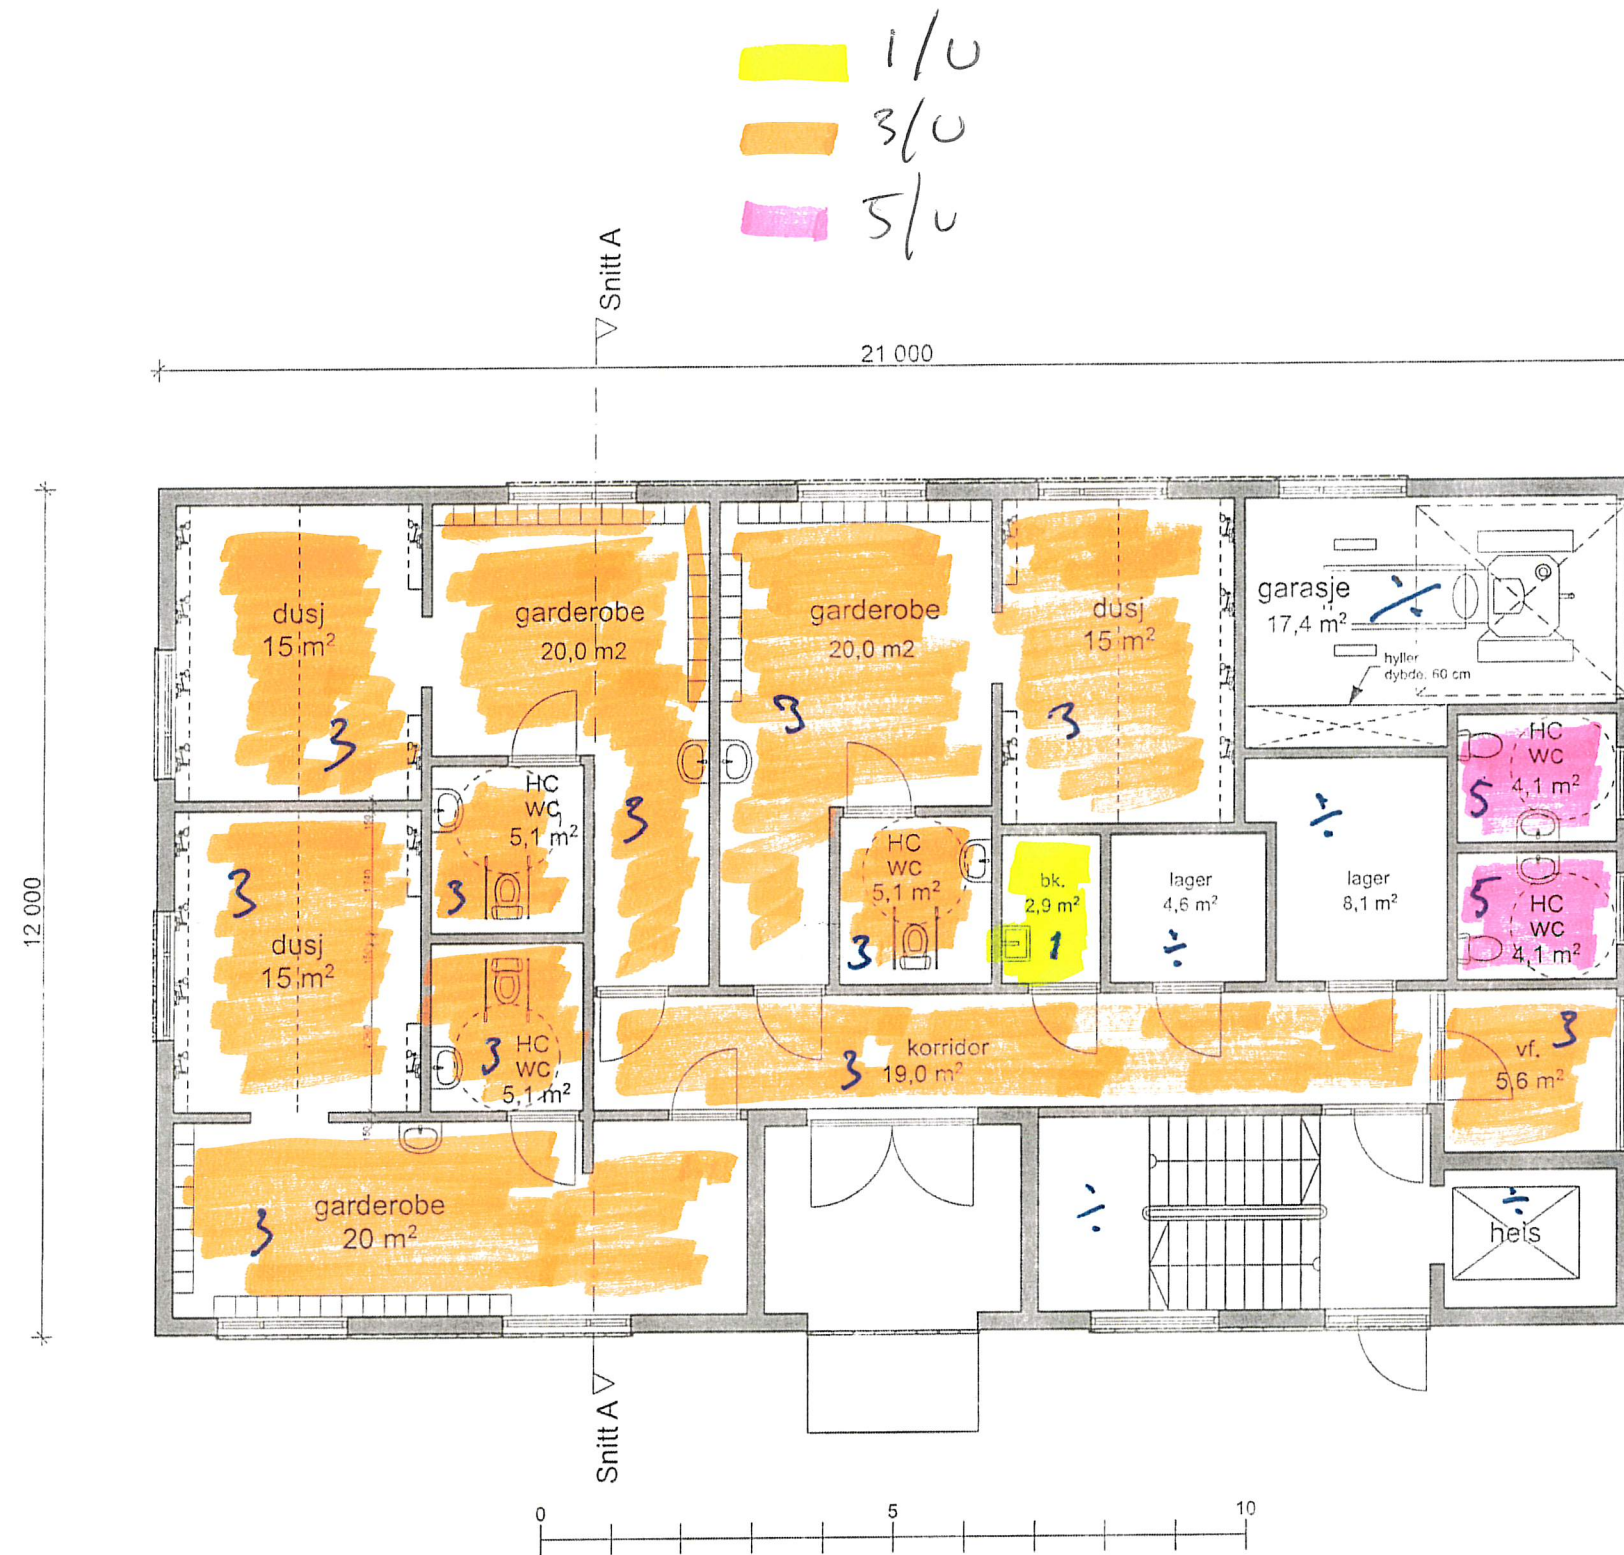 1/U
3/U
5/U
Snitt A
21 000
12 000
dusj
15 m²
3
garderobe
20,0 m2
3
garderobe
20,0 m2
3
dusj
15 m²
3
garasje
17,4 m²
÷
hyller
dybde. 60 cm
HC
WC
5,1 m²
3
HC
WC
5,1 m²
3
bk.
2,9 m²
1
lager
4,6 m²
÷
÷
lager
8,1 m²
HC
WC
4,1 m²
5
5
HC
WC
4,1 m²
3
dusj
15 m²
3
HC
WC
5,1 m²
korridor
3
19,0 m²
3
vf.
5,6 m²
garderobe
20 m²
3
÷
÷
heis
Snitt A
0
5
10